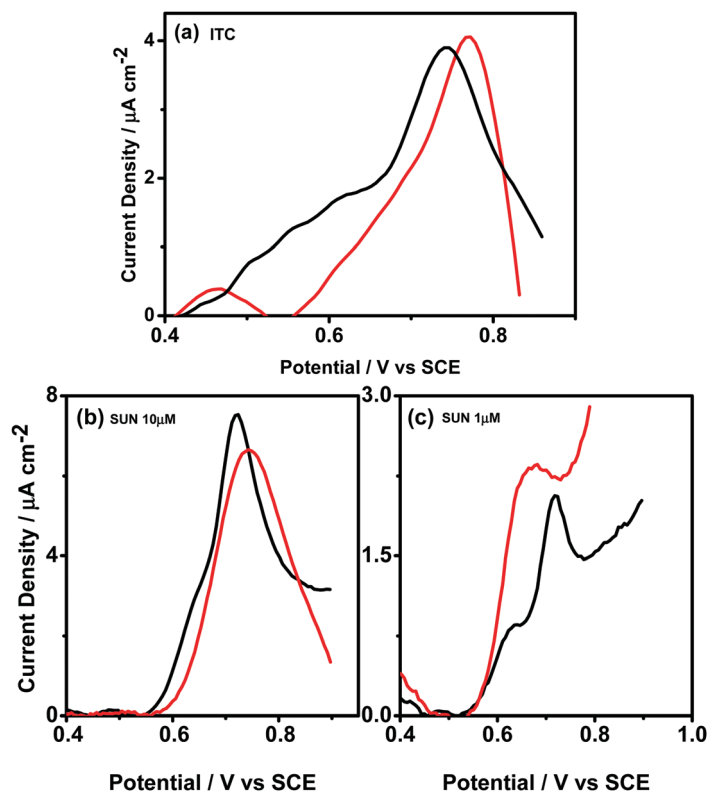 (a) ITC
4
2
0
Current Density / µA cm-2
0.4 0.6 0.8
Potential / V vs SCE
(b) SUN 10µM
8
4
0
Current Density / µA cm-2
0.4 0.6 0.8
Potential / V vs SCE
(c) SUN 1µM
3.0
1.5
0.0
0.4 0.6 0.8 1.0
Potential / V vs SCE